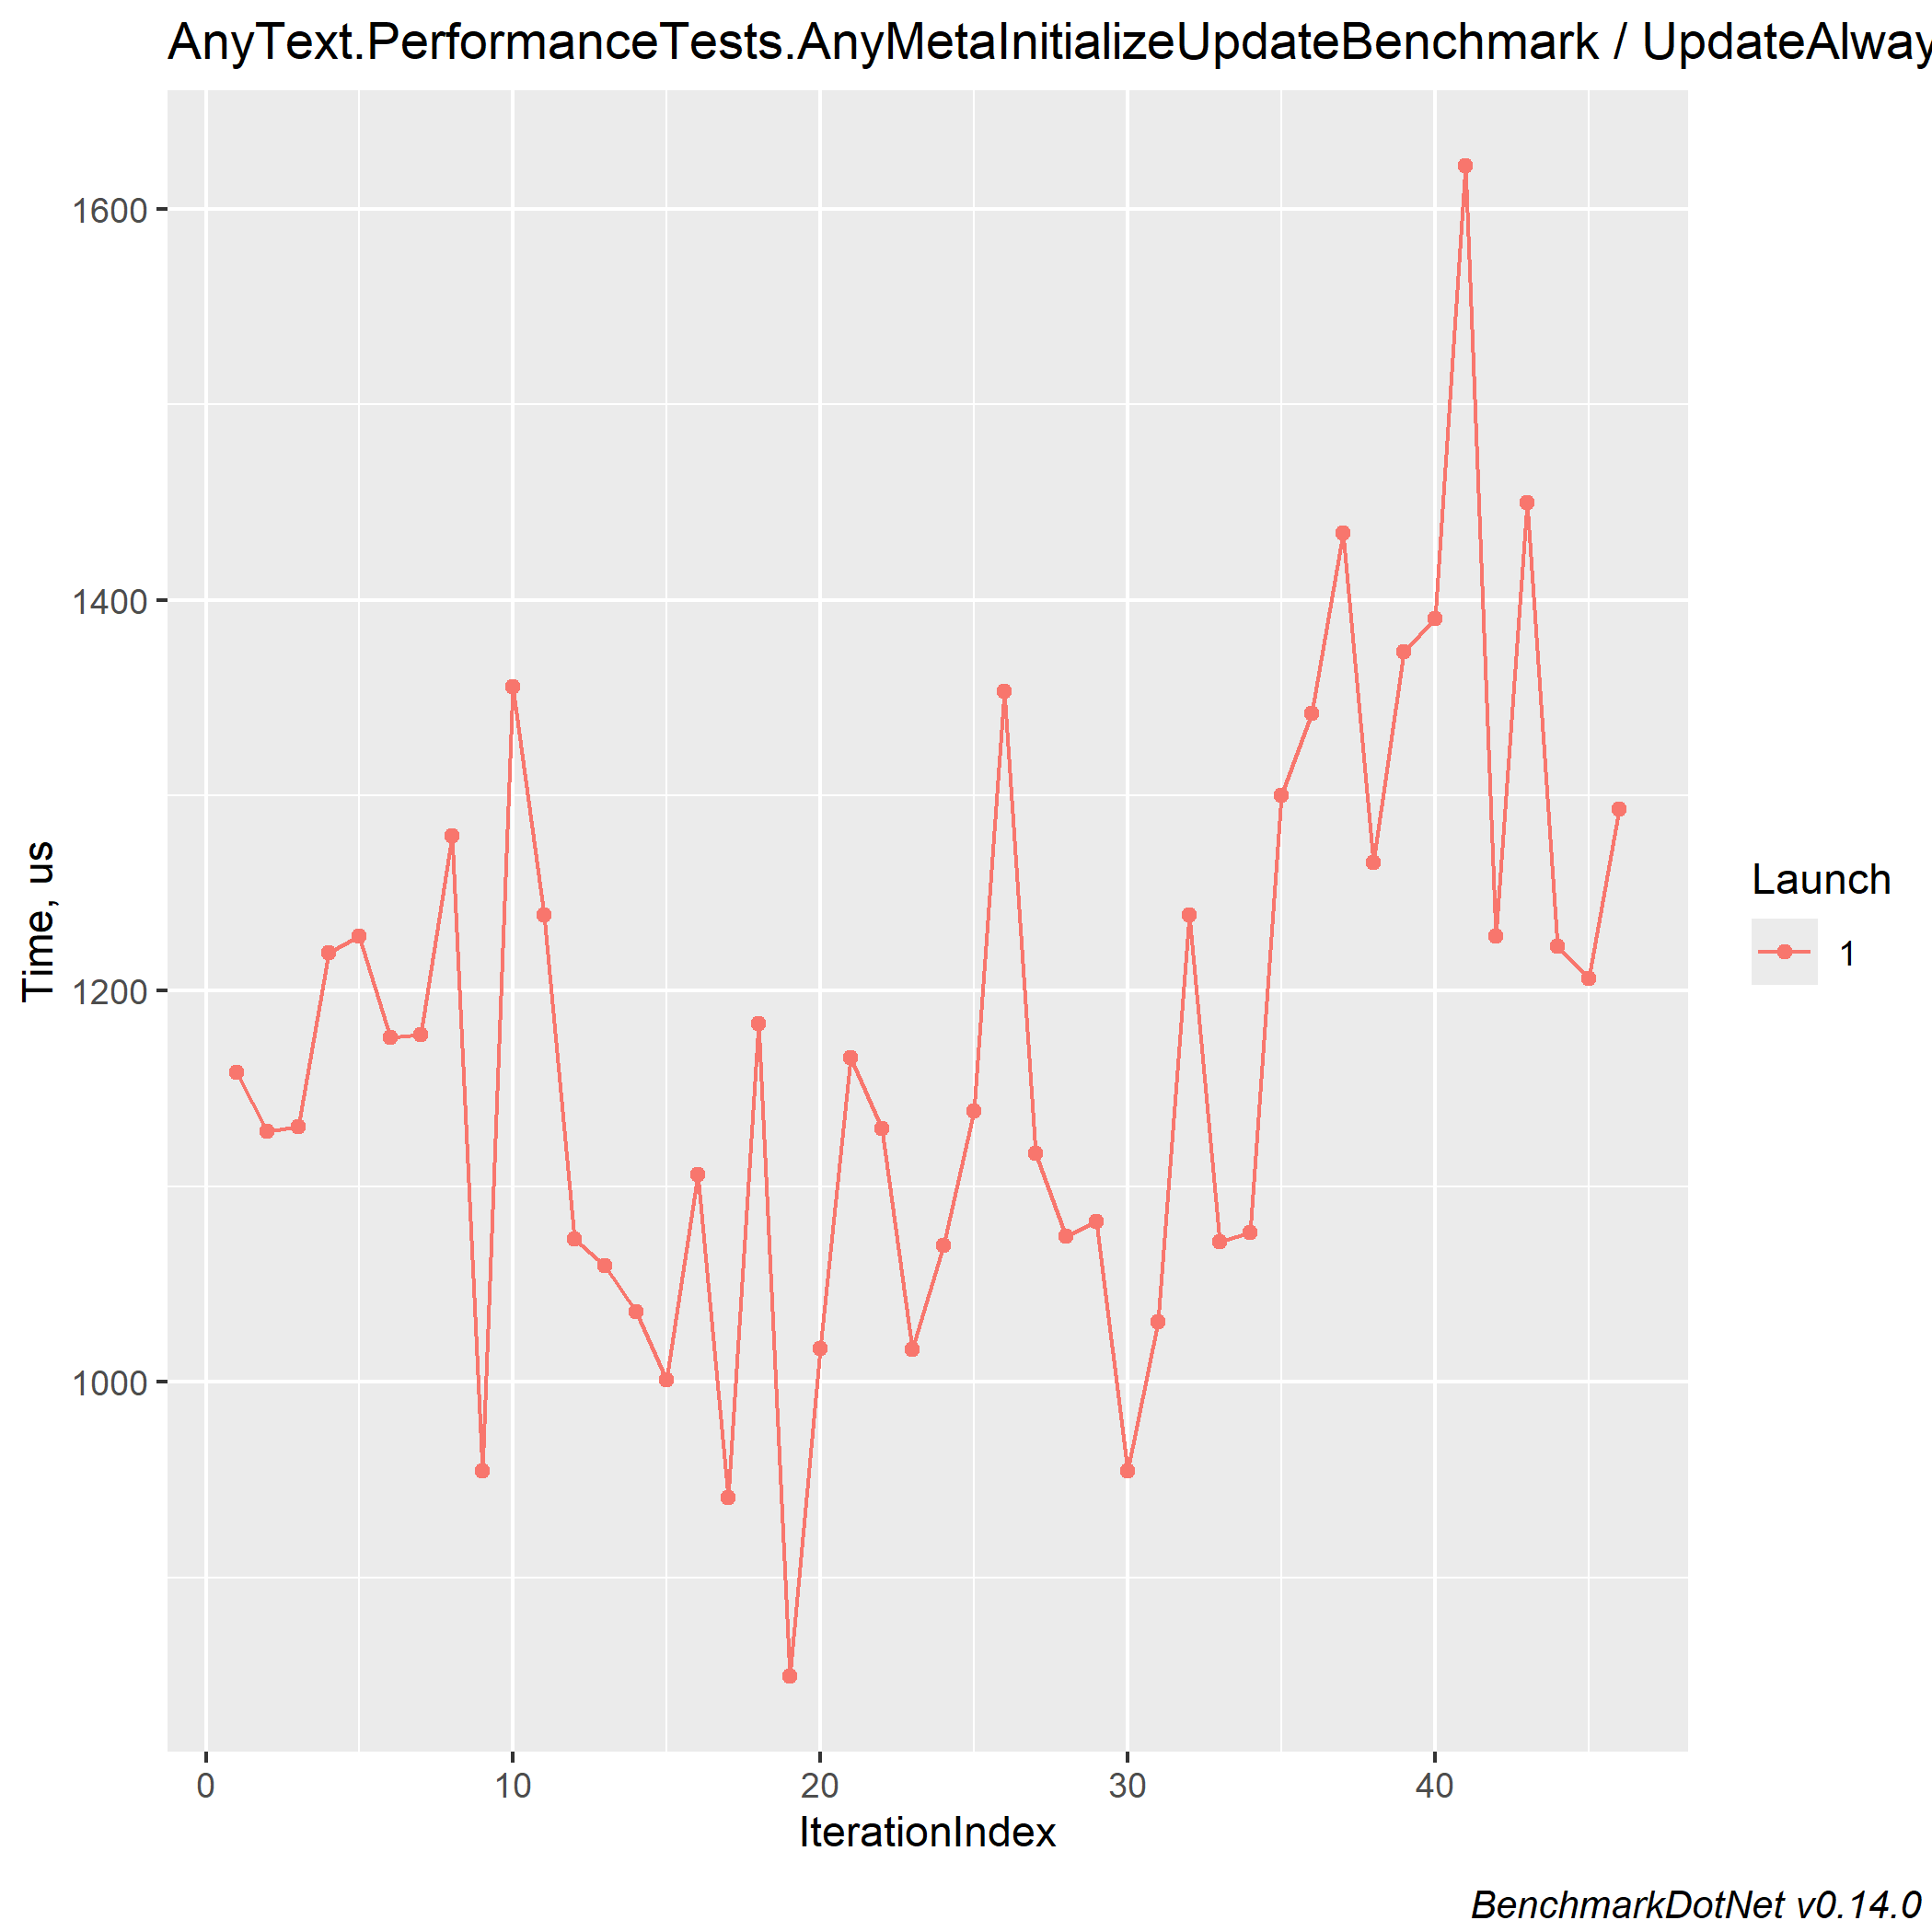 AnyText.PerformanceTests.AnyMetaInitializeUpdateBenchmark / UpdateAlway
1600
1400
1200
1000
Time, us
0 10 20 30 40
IterationIndex
Launch
1
BenchmarkDotNet v0.14.0